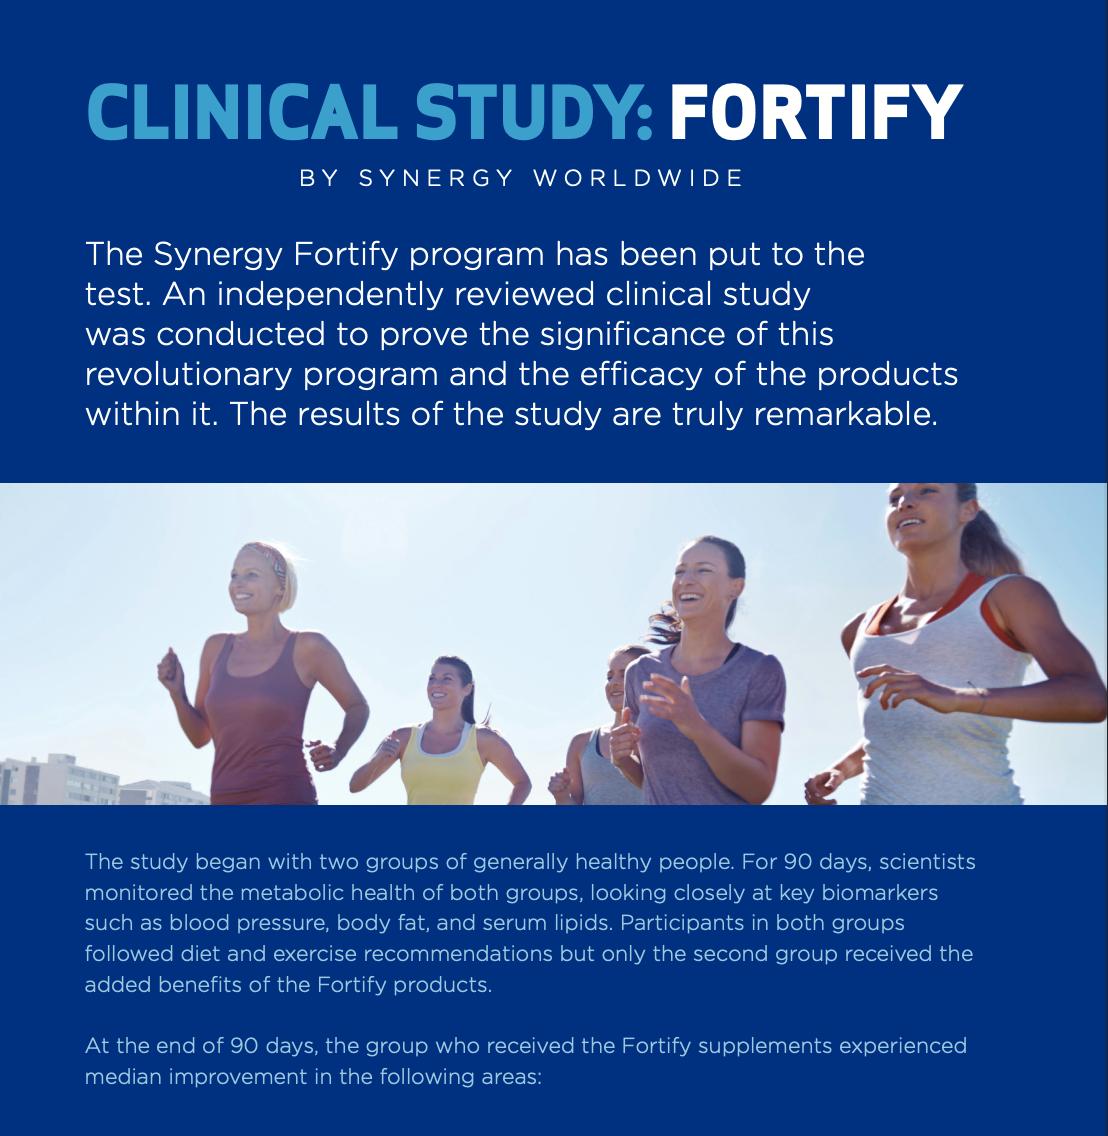 CLINICAL STUDY: FORTIFY
BY SYNERGY WORLDWIDE
The Synergy Fortify program has been put to the
test. An independently reviewed clinical study
was conducted to prove the significance of this
revolutionary program and the efficacy of the products
within it. The results of the study are truly remarkable.
The study began with two groups of generally healthy people. For 90 days, scientists
monitored the metabolic health of both groups, looking closely at key biomarkers
such as blood pressure, body fat, and serum lipids. Participants in both groups
followed diet and exercise recommendations but only the second group received the
added benefits of the Fortify products.
At the end of 90 days, the group who received the Fortify supplements experienced
median improvement in the following areas: